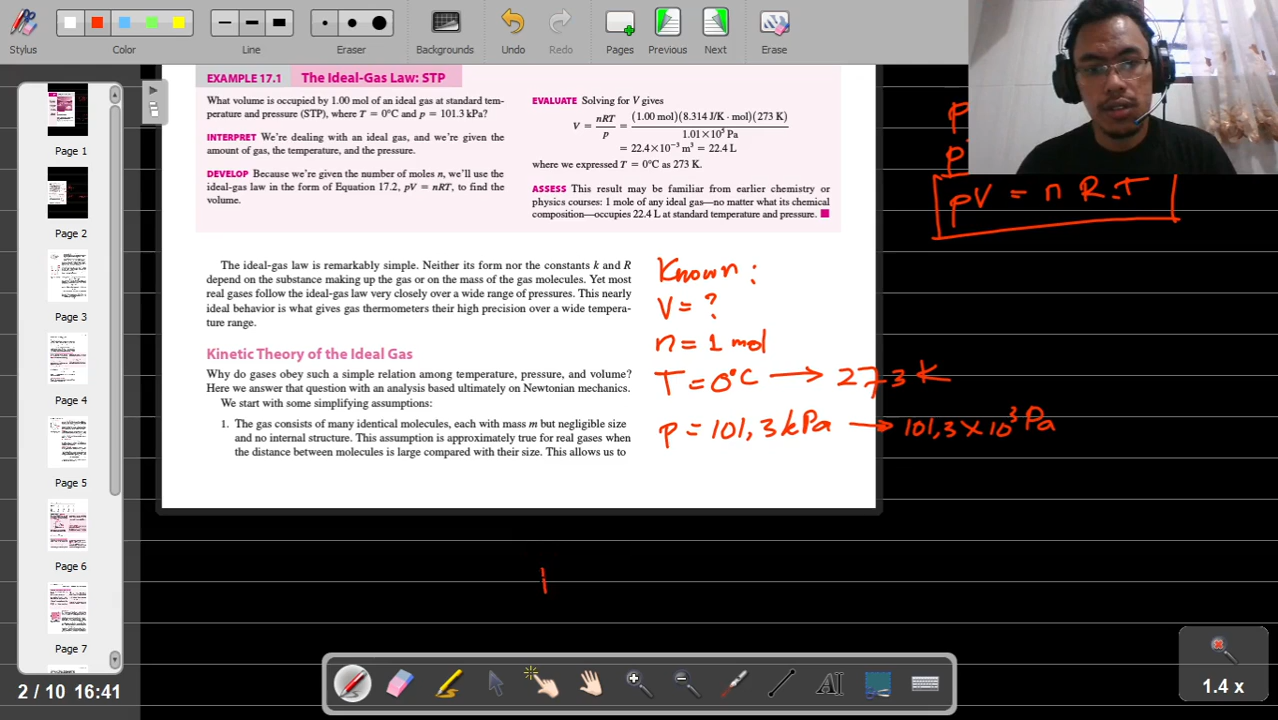 Stylus
Color
Line
Eraser
Backgrounds
Undo
Redo
Pages
Previous
Next
Erase
Page 1
Page 2
Page 3
Page 4
Page 5
Page 6
Page 7
2 / 10 16:41
EXAMPLE 17.1 The Ideal-Gas Law: STP
What volume is occupied by 1.00 mol of an ideal gas at standard tem-
perature and pressure (STP), where T = 0°C and p = 101.3 kPa?
INTERPRET We're dealing with an ideal gas, and we're given the
amount of gas, the temperature, and the pressure.
DEVELOP Because we're given the number of moles n, we'll use the
ideal-gas law in the form of Equation 17.2, pV = nRT, to find the
volume.
EVALUATE Solving for V gives
V = nRT/p = (1.00 mol)(8.314 J/K · mol)(273 K)/1.01×10⁵ Pa
= 22.4×10⁻³ m³ = 22.4 L
where we expressed T = 0°C as 273 K.
ASSESS This result may be familiar from earlier chemistry or
physics courses: 1 mole of any ideal gas—no matter what its chemical
composition—occupies 22.4 L at standard temperature and pressure.
The ideal-gas law is remarkably simple. Neither its form nor the constants k and R
depend on the substance making up the gas or on the mass of the gas molecules. Yet most
real gases follow the ideal-gas law very closely over a wide range of pressures. This nearly
ideal behavior is what gives gas thermometers their high precision over a wide tempera-
ture range.
Kinetic Theory of the Ideal Gas
Why do gases obey such a simple relation among temperature, pressure, and volume?
Here we answer that question with an analysis based ultimately on Newtonian mechanics.
We start with some simplifying assumptions:
1. The gas consists of many identical molecules, each with mass m but negligible size
and no internal structure. This assumption is approximately true for real gases when
the distance between molecules is large compared with their size. This allows us to
Known :
V = ?
n = 1 mol
T = 0°C → 273 K
p = 101,3 kPa → 101,3 × 10³ Pa
p
p
pV = n R.T
1.4 x